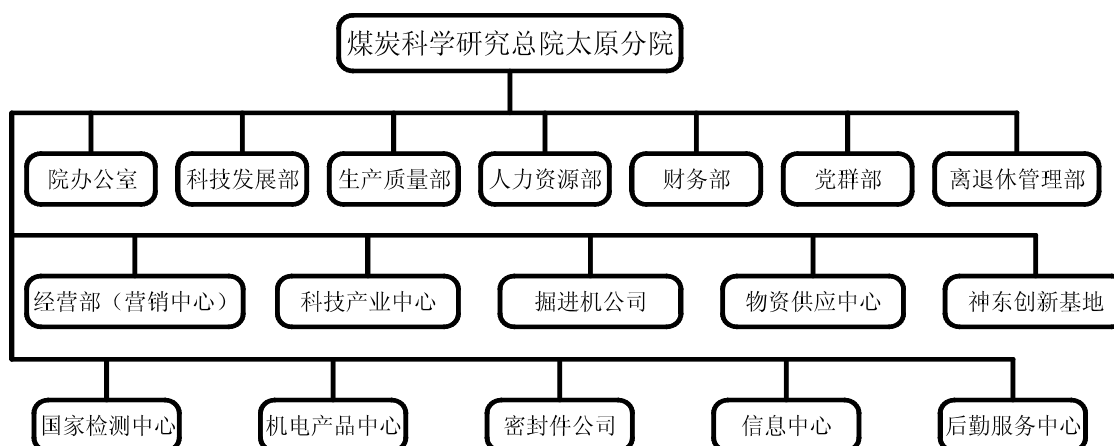 煤炭科学研究总院太原分院
院办公室
科技发展部
生产质量部
人力资源部
财务部
党群部
离退休管理部
经营部（营销中心）
科技产业中心
掘进机公司
物资供应中心
神东创新基地
国家检测中心
机电产品中心
密封件公司
信息中心
后勤服务中心